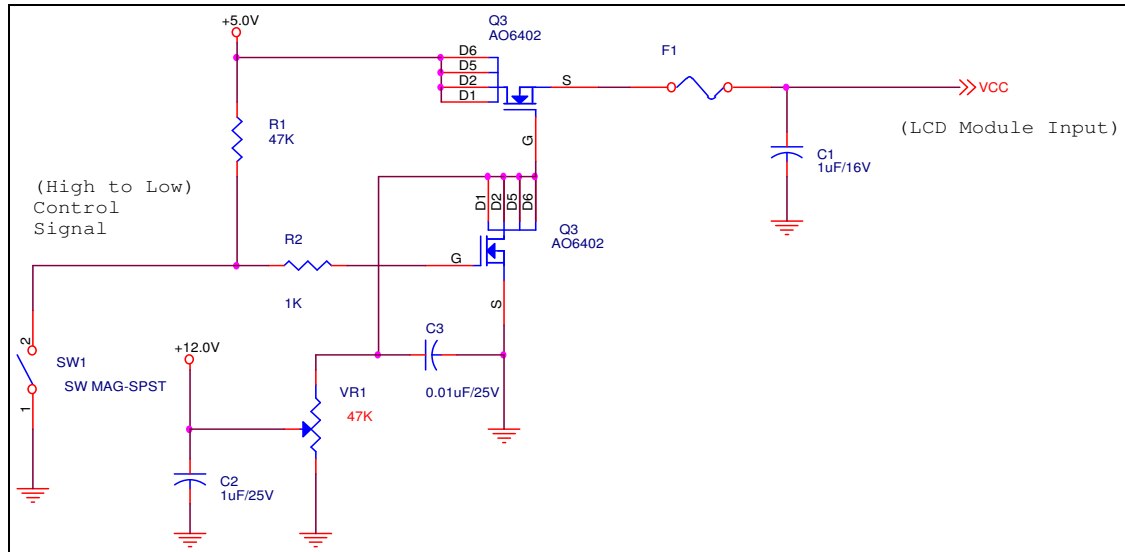 +5.0V
Q3
AO6402
D6
D5
D2
D1
S
F1
VCC
(LCD Module Input)
R1
47K
G
C1
1uF/16V
(High to Low)
Control
Signal
D1
D2
D5
D6
Q3
AO6402
R2
G
1K
S
2
SW1
SW MAG-SPST
1
+12.0V
C3
0.01uF/25V
VR1
47K
C2
1uF/25V